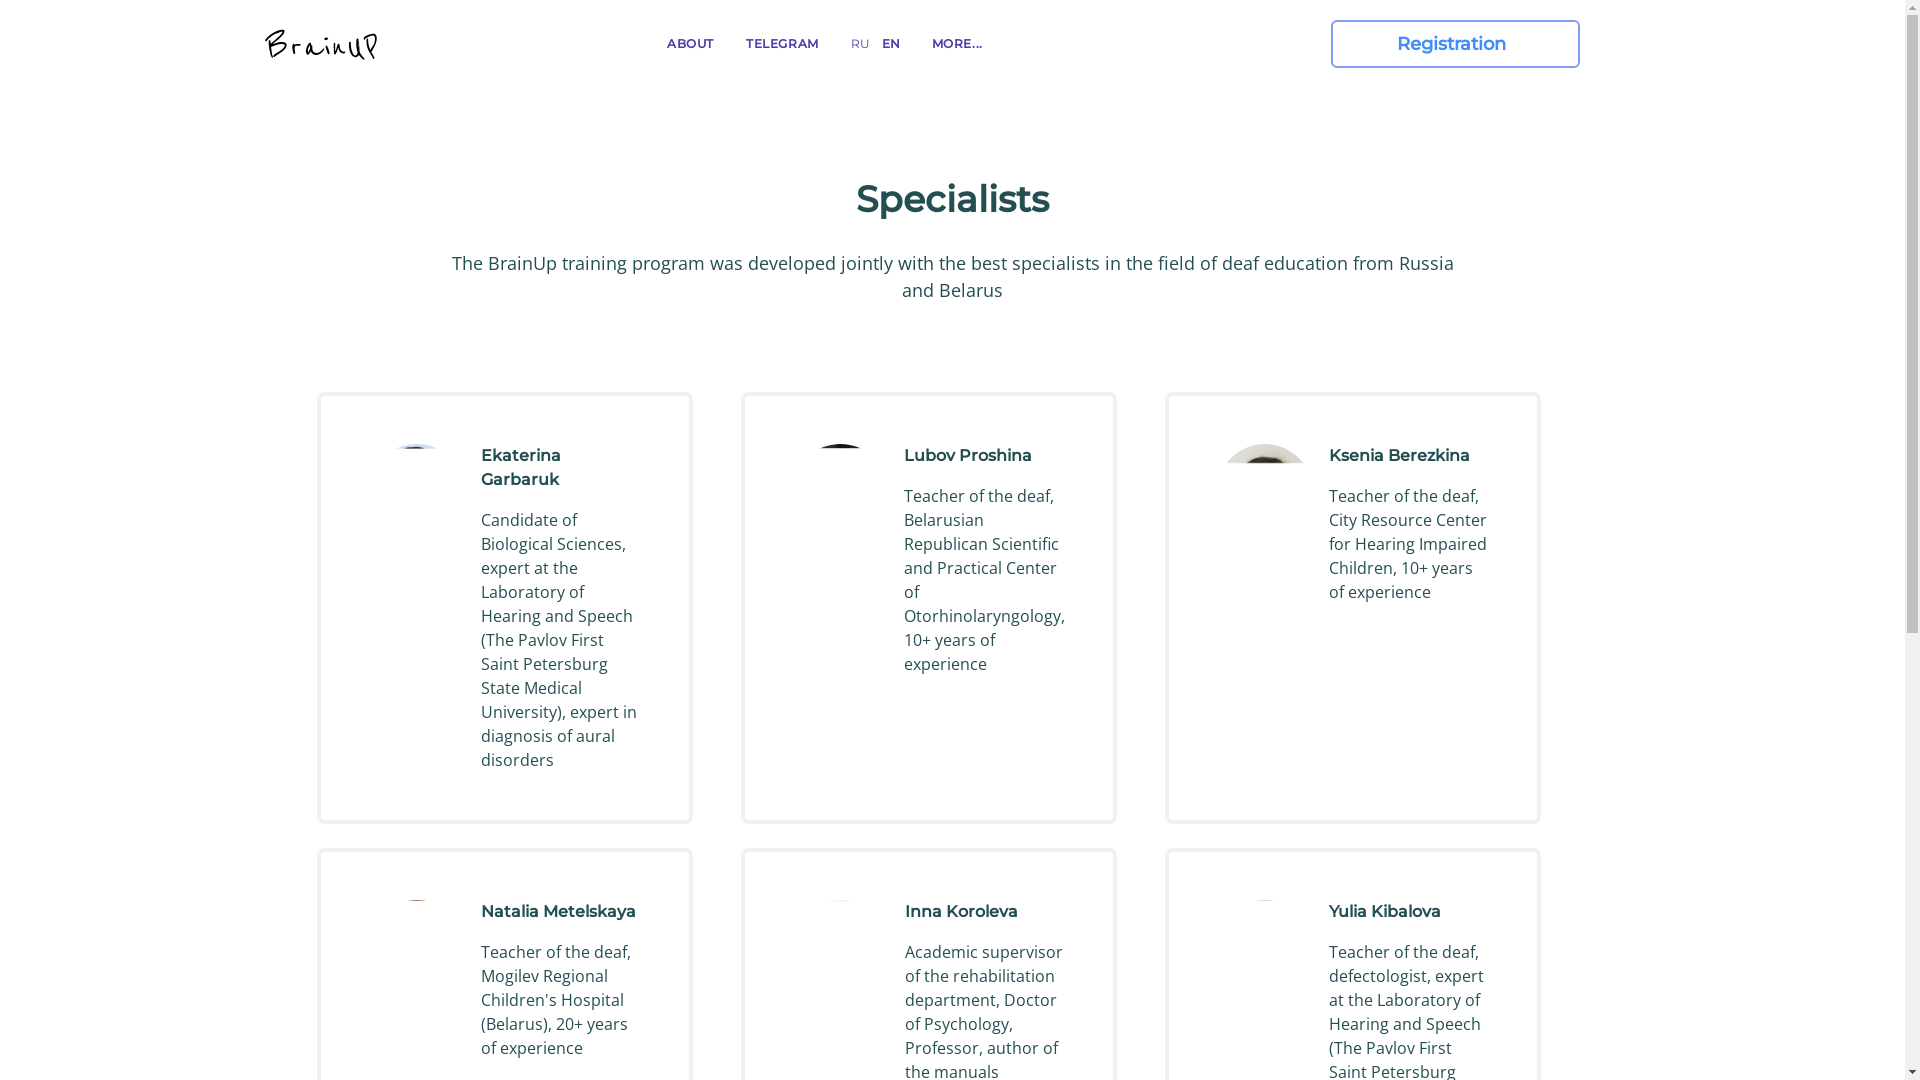 BrainUP
ABOUT
TELEGRAM
RU
EN
MORE...
Registration
Specialists
The BrainUp training program was developed jointly with the best specialists in the field of deaf education from Russia
and Belarus
Ekaterina
Garbaruk
Candidate of
Biological Sciences,
expert at the
Laboratory of
Hearing and Speech
(The Pavlov First
Saint Petersburg
State Medical
University), expert in
diagnosis of aural
disorders
Lubov Proshina
Teacher of the deaf,
Belarusian
Republican Scientific
and Practical Center
of
Otorhinolaryngology,
10+ years of
experience
Ksenia Berezkina
Teacher of the deaf,
City Resource Center
for Hearing Impaired
Children, 10+ years
of experience
Natalia Metelskaya
Teacher of the deaf,
Mogilev Regional
Children's Hospital
(Belarus), 20+ years
of experience
Inna Koroleva
Academic supervisor
of the rehabilitation
department, Doctor
of Psychology,
Professor, author of
the manuals
Yulia Kibalova
Teacher of the deaf,
defectologist, expert
at the Laboratory of
Hearing and Speech
(The Pavlov First
Saint Petersburg